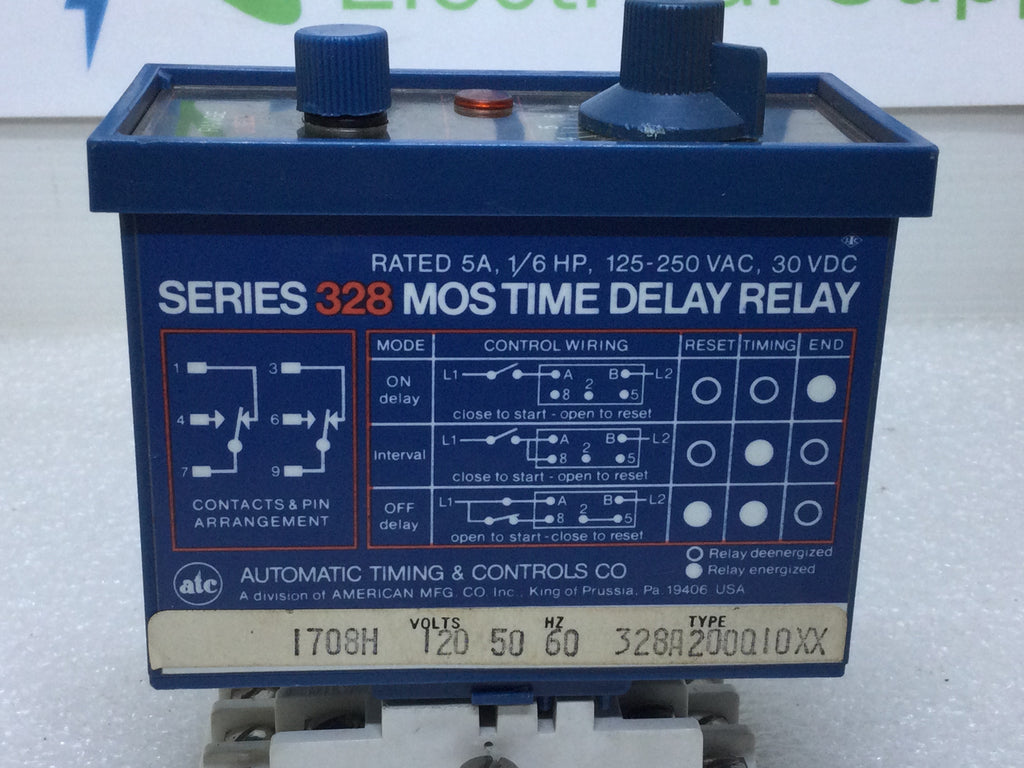 Electrical Supp
RATED 5A, 1/6 HP, 125-250 VAC, 30 VDC
SERIES 328 MOS TIME DELAY RELAY
1 3
4 6
7 9
CONTACTS & PIN
ARRANGEMENT
MODE CONTROL WIRING RESET TIMING END
ON
delay
L1 A B L2
8 2 5
close to start - open to reset
Interval
L1 A B L2
8 2 5
close to start - open to reset
OFF
delay
L1 A B L2
8 2 5
open to start - close to reset
Relay deenergized
Relay energized
atc
AUTOMATIC TIMING & CONTROLS CO
A division of AMERICAN MFG. CO. Inc., King of Prussia, Pa. 19406 USA
VOLTS HZ TYPE
1708H 120 50 60 328A200Q10XX